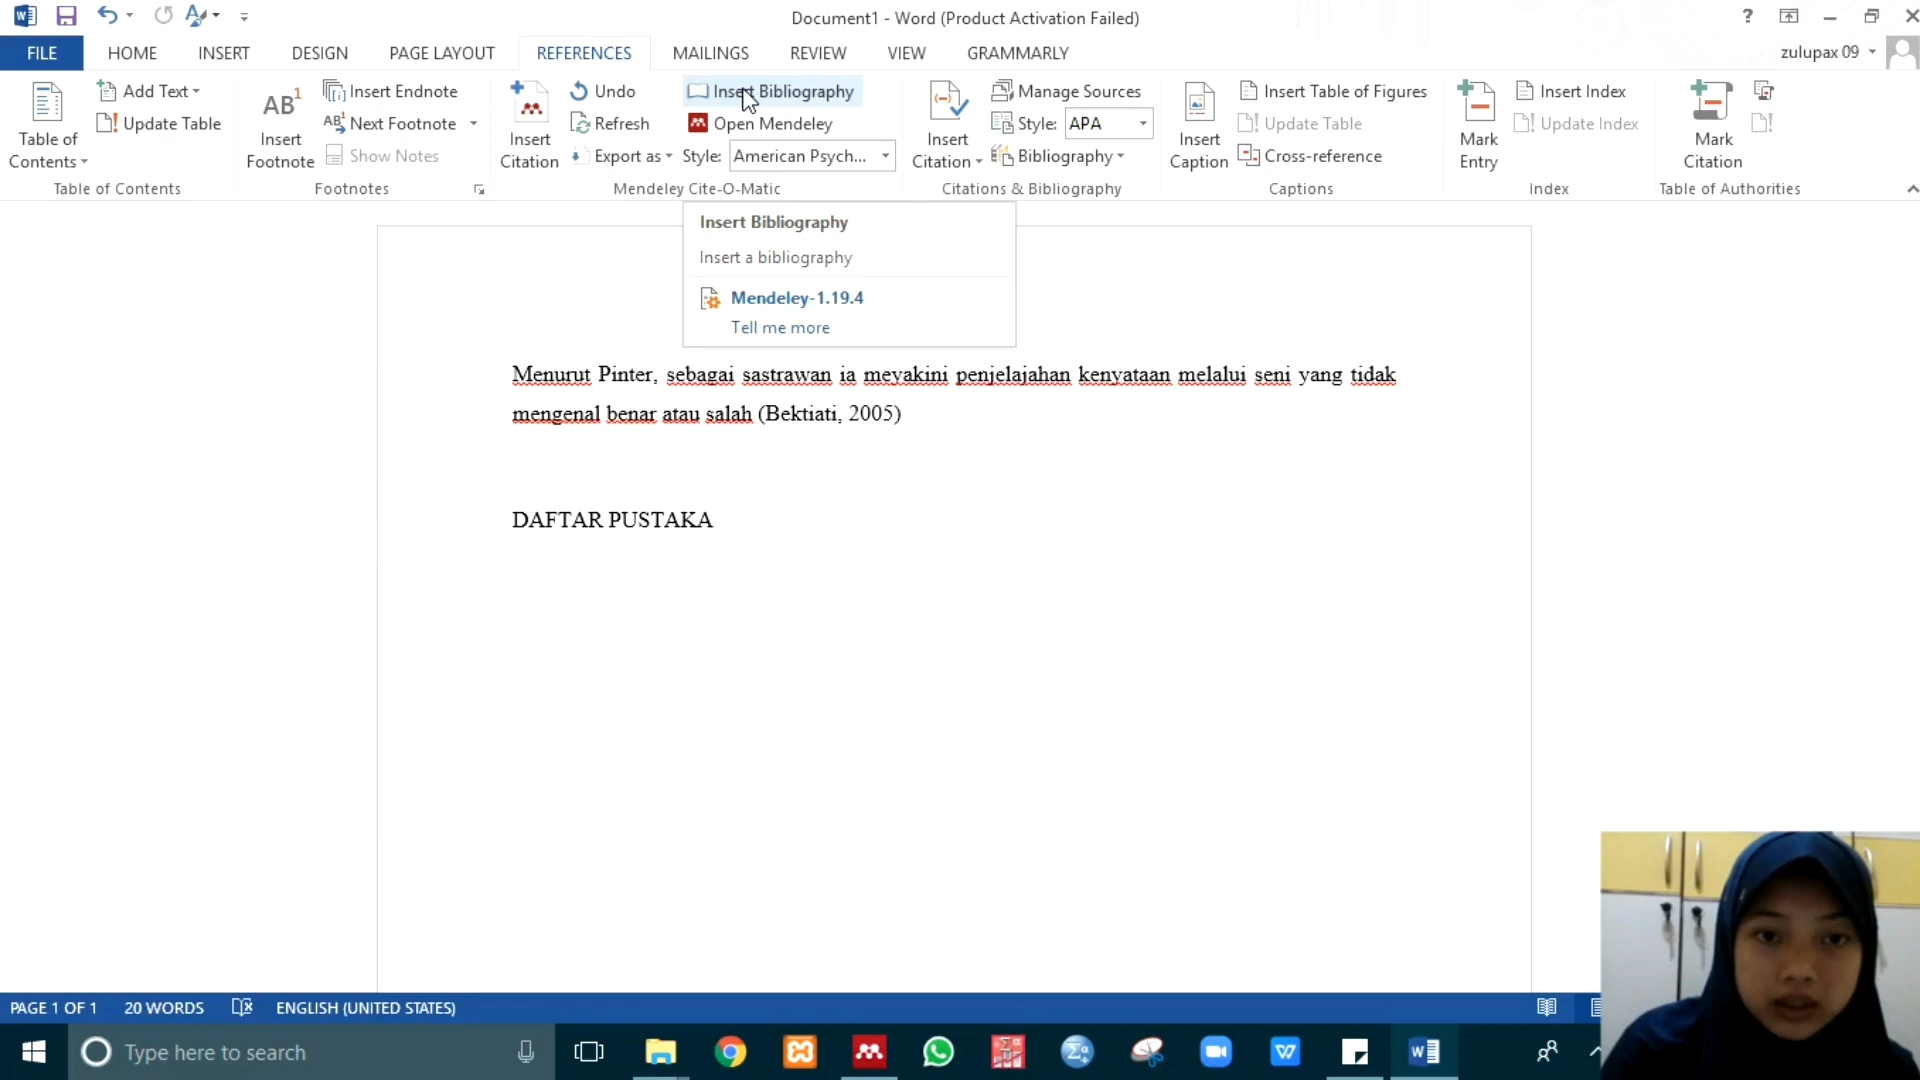 Document1 - Word (Product Activation Failed)
FILE HOME INSERT DESIGN PAGE LAYOUT REFERENCES MAILINGS REVIEW VIEW GRAMMARLY zulupax 09
Table of Contents
Add Text
Update Table
Table of Contents
AB1
Insert Footnote
Insert Endnote
AB1 Next Footnote
Show Notes
Footnotes
Insert Citation
Undo
Refresh
Export as
Insert Bibliography
Open Mendeley
Style: American Psych...
Mendeley Cite-O-Matic
Insert Citation
Manage Sources
Style: APA
Bibliography
Citations & Bibliography
Insert Caption
Insert Table of Figures
Update Table
Cross-reference
Captions
Mark Entry
Insert Index
Update Index
Index
Mark Citation
Table of Authorities
Insert Bibliography
Insert a bibliography
Mendeley-1.19.4
Tell me more
Menurut Pinter, sebagai sastrawan ia meyakini penjelajahan kenyataan melalui seni yang tidak
mengenal benar atau salah (Bektiati, 2005)
DAFTAR PUSTAKA
PAGE 1 OF 1 20 WORDS ENGLISH (UNITED STATES)
Type here to search